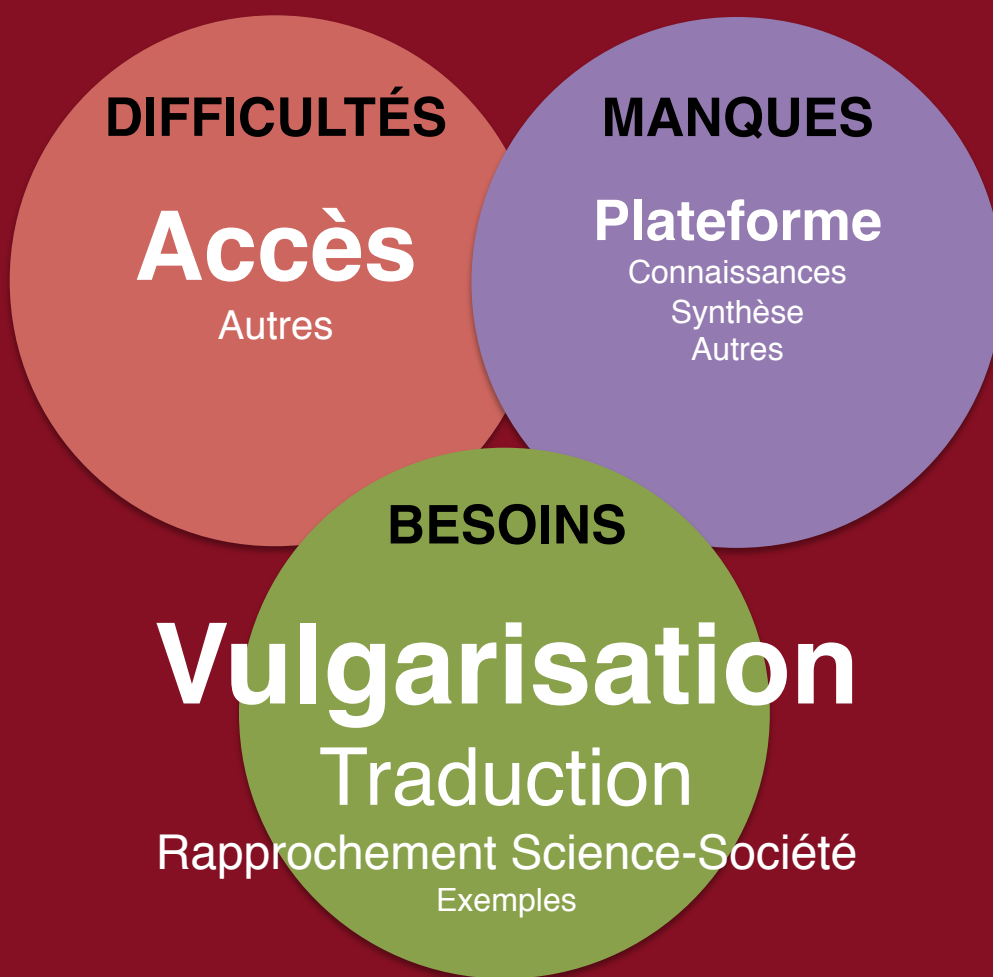 DIFFICULTÉS
Accès
Autres
MANQUES
Plateforme
Connaissances
Synthèse
Autres
BESOINS
Vulgarisation
Traduction
Rapprochement Science-Société
Exemples